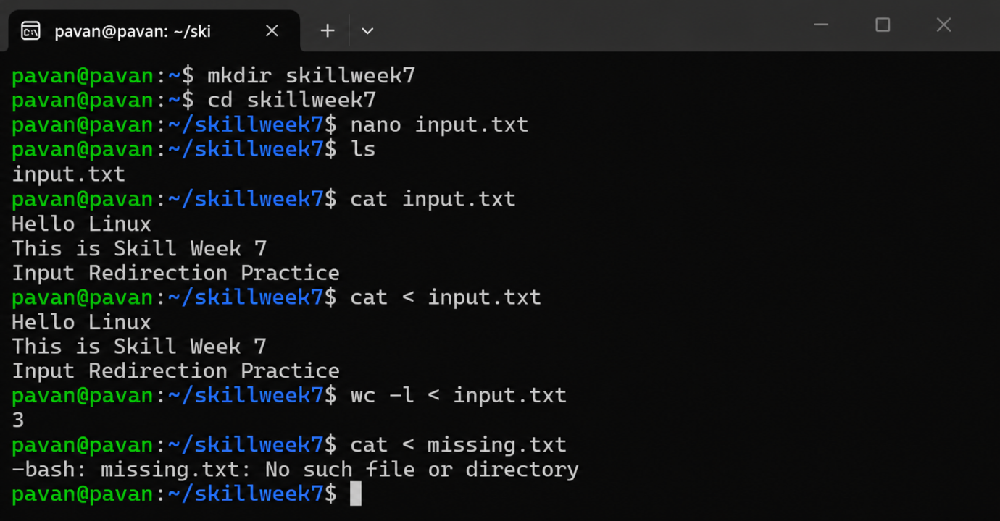 pavan@pavan: ~/ski
pavan@pavan:~$ mkdir skillweek7
pavan@pavan:~$ cd skillweek7
pavan@pavan:~/skillweek7$ nano input.txt
pavan@pavan:~/skillweek7$ ls
input.txt
pavan@pavan:~/skillweek7$ cat input.txt
Hello Linux
This is Skill Week 7
Input Redirection Practice
pavan@pavan:~/skillweek7$ cat < input.txt
Hello Linux
This is Skill Week 7
Input Redirection Practice
pavan@pavan:~/skillweek7$ wc -l < input.txt
3
pavan@pavan:~/skillweek7$ cat < missing.txt
-bash: missing.txt: No such file or directory
pavan@pavan:~/skillweek7$